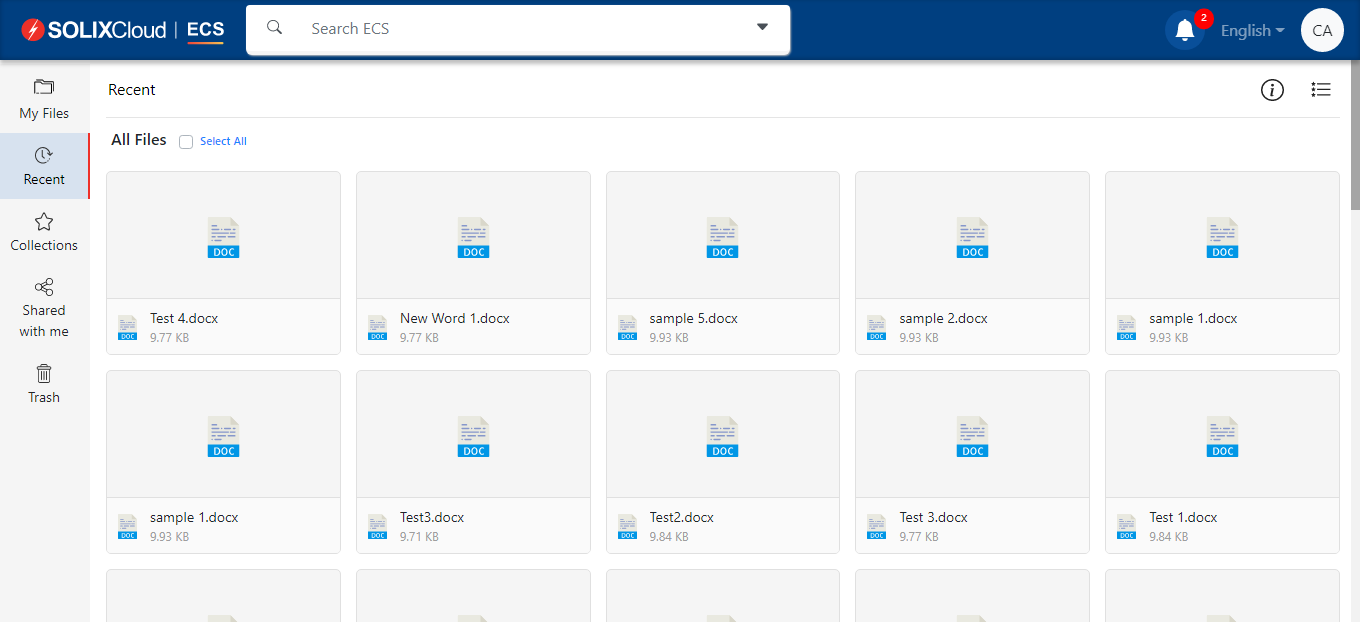 SOLIXCloud | ECS
Search ECS
2
English
CA
My Files
Recent
Collections
Shared
with me
Trash
Recent
All Files
Select All
DOC
DOC
DOC
DOC
DOC
DOC Test 4.docx
9.77 KB
DOC New Word 1.docx
9.77 KB
DOC sample 5.docx
9.93 KB
DOC sample 2.docx
9.93 KB
DOC sample 1.docx
9.93 KB
DOC
DOC
DOC
DOC
DOC
DOC sample 1.docx
9.93 KB
DOC Test3.docx
9.71 KB
DOC Test2.docx
9.84 KB
DOC Test 3.docx
9.77 KB
DOC Test 1.docx
9.84 KB